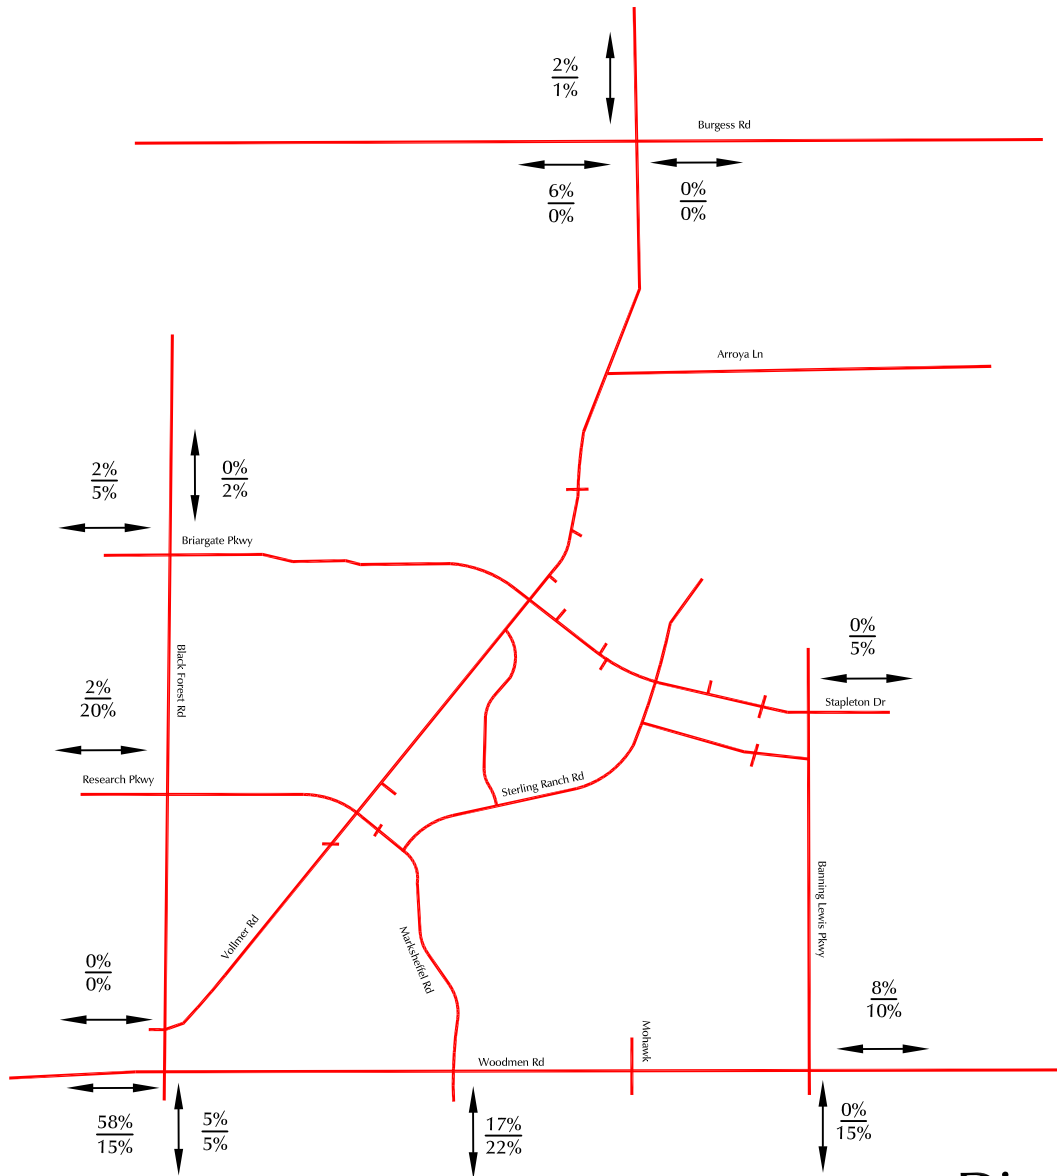 2%
1%
Burgess Rd
6%
0%
0%
0%
Arroya Ln
2%
5%
0%
2%
Briargate Pkwy
Black Forest Rd
0%
5%
2%
20%
Stapleton Dr
Research Pkwy
Sterling Ranch Rd
Banning Lewis Pkwy
Vollmer Rd
Marksheffel Rd
0%
0%
8%
10%
Mohawk
Woodmen Rd
58%
15%
5%
5%
17%
22%
0%
15%